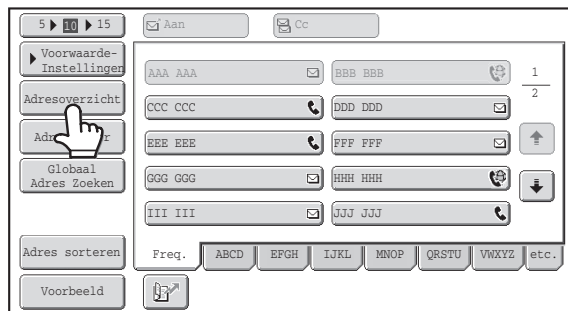 5 10 15
Aan
Cc
Voorwaarde-
Instellingen
Adresoverzicht
Globaal
Adres Zoeken
Adres sorteren
Voorbeeld
AAA AAA
BBB BBB
CCC CCC
DDD DDD
EEE EEE
FFF FFF
GGG GGG
HHH HHH
III III
JJJ JJJ
1
2
Freq.
ABCD
EFGH
IJKL
MNOP
QRSTU
VWXYZ
etc.